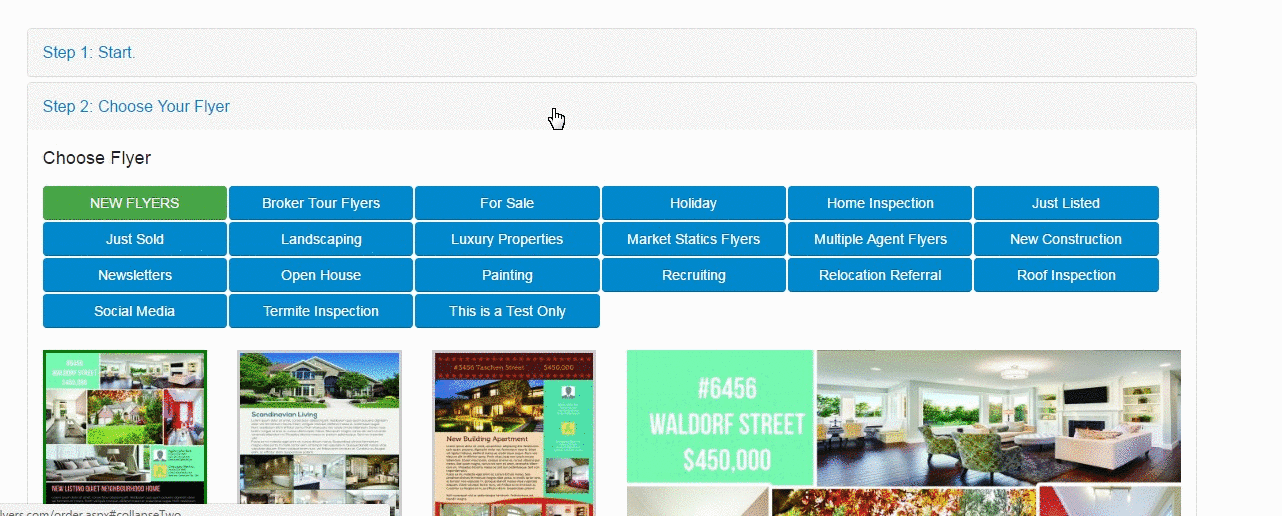 Step 1: Start.
Step 2: Choose Your Flyer
Choose Flyer
NEW FLYERS
Broker Tour Flyers
For Sale
Holiday
Home Inspection
Just Listed
Just Sold
Landscaping
Luxury Properties
Market Statics Flyers
Multiple Agent Flyers
New Construction
Newsletters
Open House
Painting
Recruiting
Relocation Referral
Roof Inspection
Social Media
Termite Inspection
This is a Test Only
#6456
WALDORF STREET
$450,000
Scandinavian Living
#3456 Taschen Street $450,000
New Building Apartment
#6456
WALDORF STREET
$450,000
NEW LISTING QUIET NEIGHBOURHOOD HOME
lyers.com/order.aspx#collapseTwo